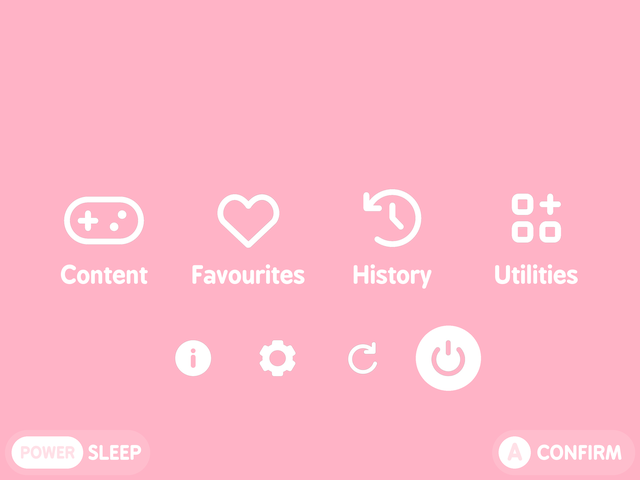 Content
Favourites
History
Utilities
POWER SLEEP
A CONFIRM